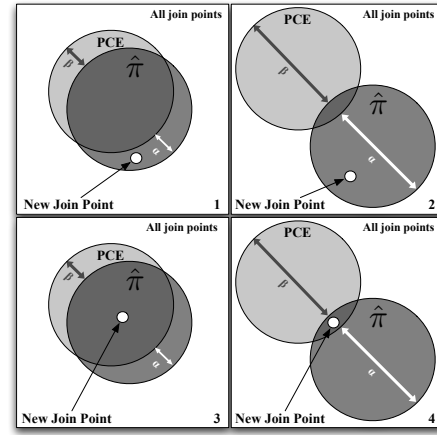 All join points
PCE
β
π̂
α
New Join Point
1
All join points
PCE
β
π̂
α
New Join Point
2
All join points
PCE
β
π̂
α
New Join Point
3
All join points
PCE
β
π̂
α
New Join Point
4